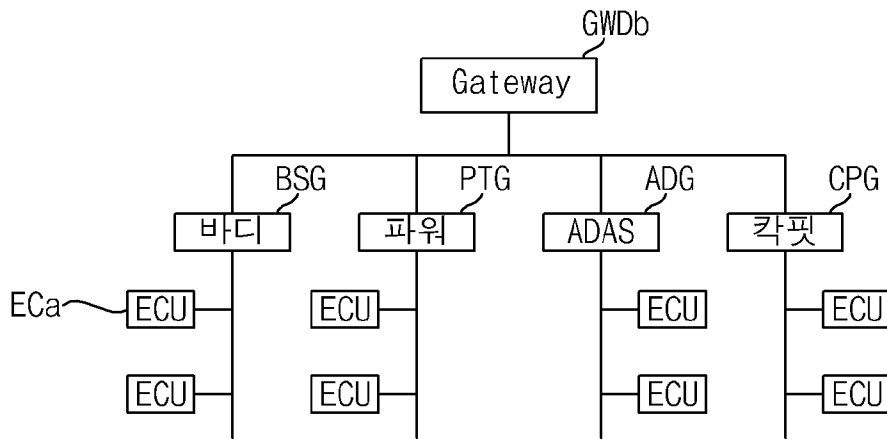 GWDb
Gateway
BSG PTG ADG CPG
바디 파워 ADAS 칵핏
ECa ECU ECU ECU ECU
ECU ECU ECU ECU